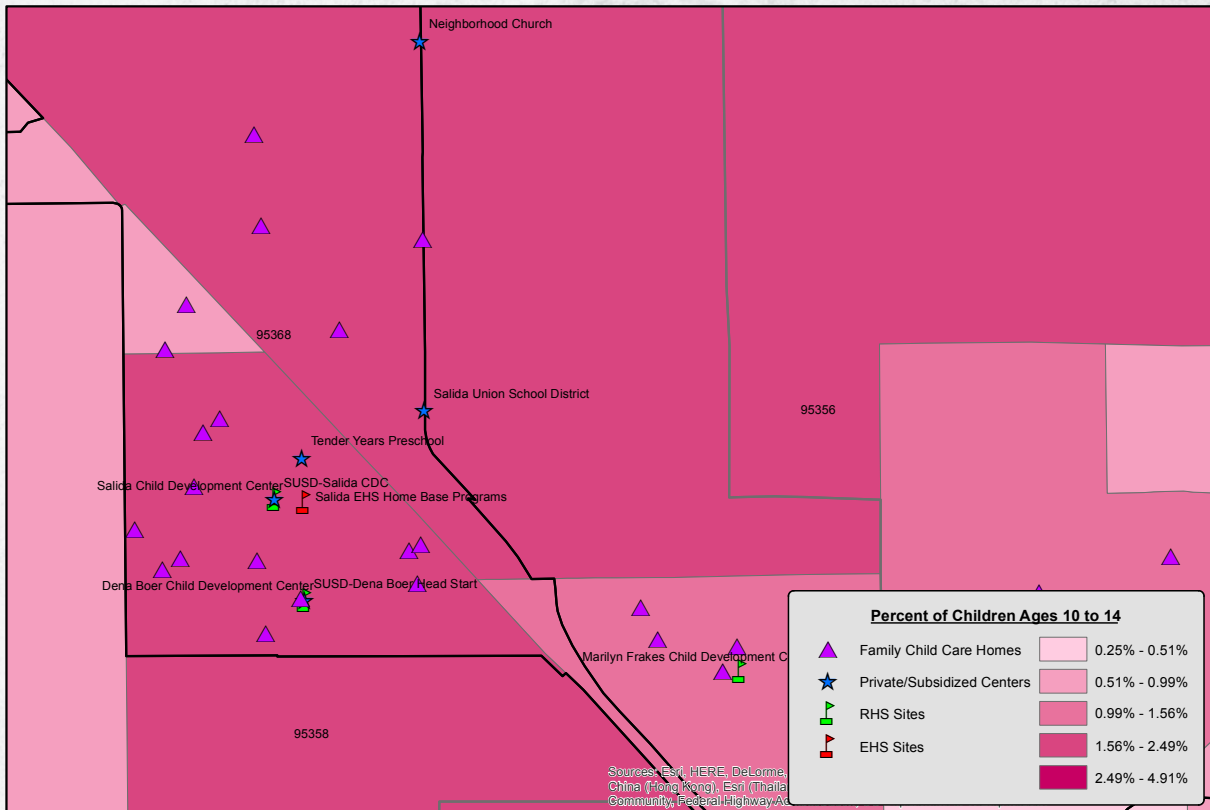 Neighborhood Church
95368
Salida Union School District
95356
Tender Years Preschool
Salida Child Development Center
SUSD-Salida CDC
Salida EHS Home Base Programs
Dena Boer Child Development Center
SUSD-Dena Boer Head Start
Marilyn Frakes Child Development C
95358
Percent of Children Ages 10 to 14
Family Child Care Homes
0.25% - 0.51%
Private/Subsidized Centers
0.51% - 0.99%
RHS Sites
0.99% - 1.56%
EHS Sites
1.56% - 2.49%
2.49% - 4.91%
Sources: Esri, HERE, DeLorme,
China (Hong Kong), Esri (Thaila
Community, Federal Highway Ad